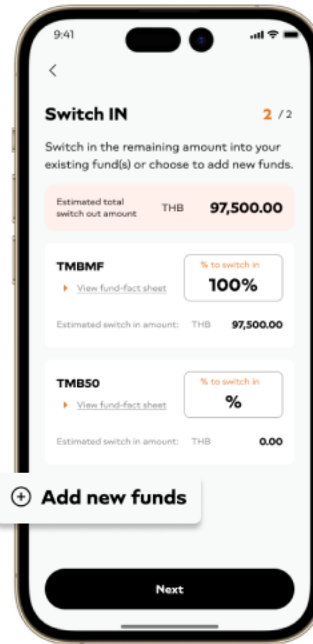 9:41
Switch IN
2 / 2
Switch in the remaining amount into your
existing fund(s) or choose to add new funds.
Estimated total
switch out amount
THB
97,500.00
TMBMF
View fund-fact sheet
% to switch in
100%
Estimated switch in amount:
THB
97,500.00
TMB50
View fund-fact sheet
% to switch in
%
Estimated switch in amount:
THB
0.00
Add new funds
Next